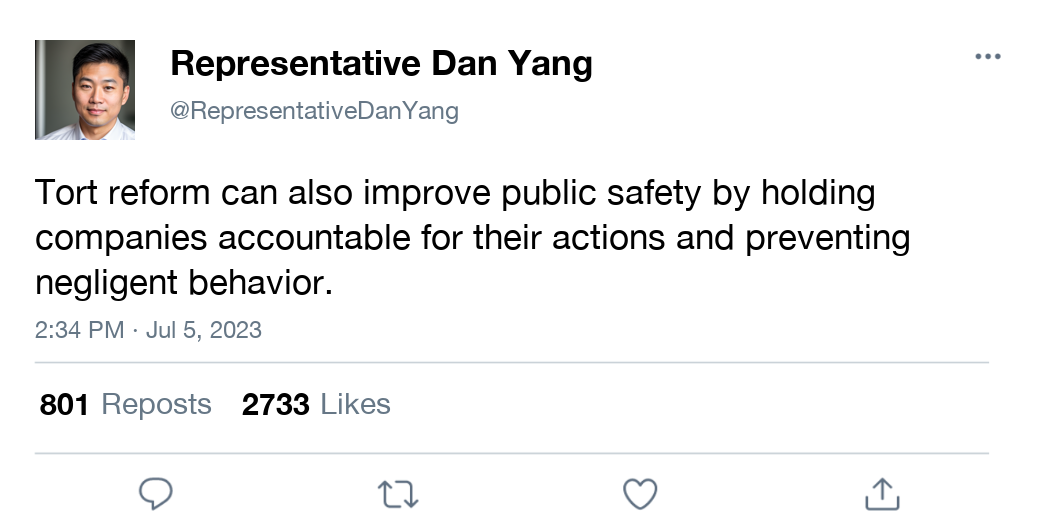 Representative Dan Yang
@RepresentativeDanYang
Tort reform can also improve public safety by holding
companies accountable for their actions and preventing
negligent behavior.
2:34 PM · Jul 5, 2023
801 Reposts 2733 Likes